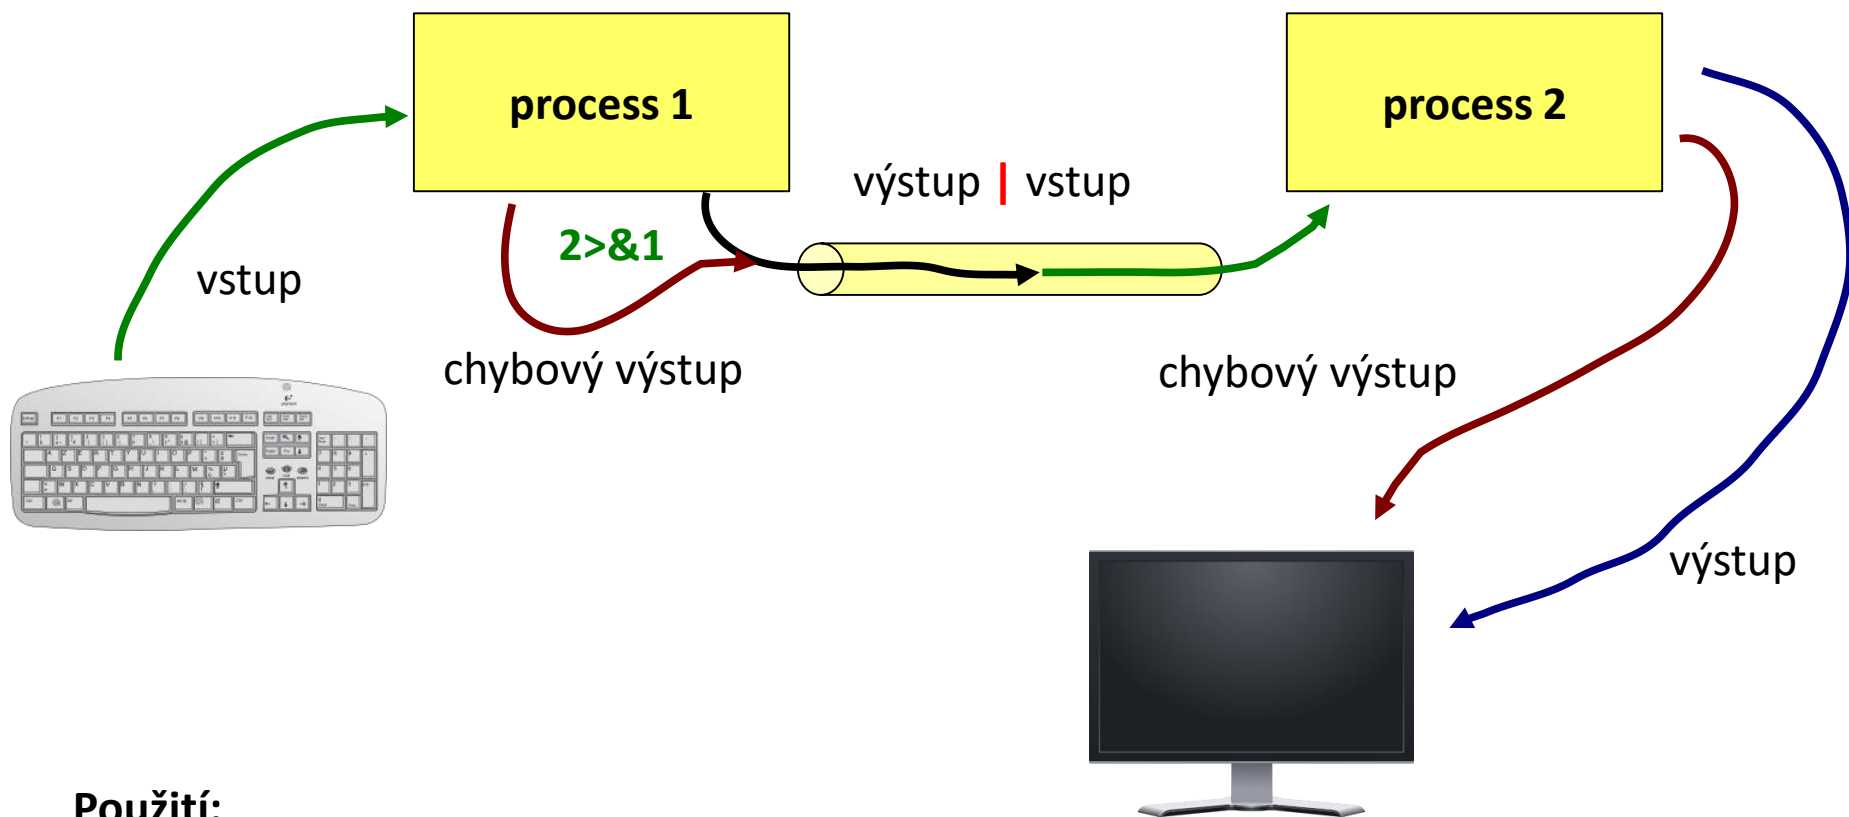 process 1
process 2
výstup | vstup
2>&1
vstup
chybový výstup
chybový výstup
výstup
Použití: